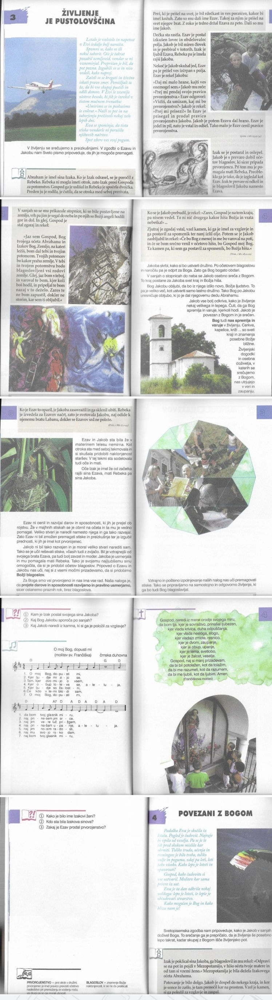 3
ŽIVLJENJE
JE PUSTOLOVŠČINA
Letalo je vzletelo in napetost
v Evi čedalje bolj narašča.
Spomni se, kako so šli
nekoč taborit. Oče je takrat
pozabil zemljevid, vendar se ni
vznemirjal. Prepričan je bil, da
pot pozna. Izgubili so se in niso
vedeli, kako naprej.
Začeli so se kregati in živčno
iskati pravo smer. Pomišljali so
že, da bi vse skupaj pustili in
odšli domov. V Evi še zvenijo
očetove besede, ki jih je izrekel v
tistem mučnem trenutku:
»Umirimo se in poskusimo
še enkrat.« Našli so pot in na
taborjenju preživeli nekaj zelo
lepih dni.
Eva se spominja, da tista
stiska vendarle ni porušila
njihovih načrtov.
Spet zbere ves svoj pogum.
V življenju se srečujemo s preizkušnjami. V zgodbi o Ezavu in
Jakobu nam Sveto pismo pripoveduje, da jih je mogoče premagati.
Abraham je imel sina Izaka. Ko je Izak odrasel, se je poročil z
Rebeko. Rebeka ni mogla imeti otrok, zato Izak prosi Gospoda
za potomstvo. Gospod ga je uslišal in Rebeka je spočela dvojčka.
Preden ju je rodila, je čutila, da se otroka med seboj prerivata.
Prvi, ki je prišel na svet, je bil rdečkast in ves poraščen, kakor bi
imel kožuh. Zato so mu dali ime Ezav. Takoj za njim je prišel na
svet njegov brat. Z roko je trdno držal Ezava za peto. Dali so mu
ime Jakob.
Dečka sta rastla. Ezav je postal
izkušen lovec in obdelovalec
polja. Jakob je bil miren človek
in je prebival v šotorih. Izak je
ljubil Ezava, Rebeka pa je imela
rajši Jakoba.
Nekoč je Jakob skuhal jed, Ezav
pa je prišel ves izčrpan s polja.
Ezav je rekel Jakobu:
»Daj mi malo hrane, kajti ves
onemogel sem.« Jakob mu reče:
»Prej mi prodaj svojo pravico
prvorojenstva.« Ezav odgovori:
»Vidiš, da umiram, kaj mi bo
prvorojenstvo?« Jakob je rekel:
»Prej mi prisezi!« In Ezav je
prisegel in prodal pravico
prvorojenstva Jakobu. Jakob je potem Ezavu dal hrano. Ezav je
jedel in pil, nato je vstal in odšel. Tako malo je Ezav cenil pravico
prvorojenstva.
(prim. 1 Mz 25,19-34)
Izak se je postaral in oslepel.
Jakob je s prevaro dobil oče-
tov blagoslov, ki sicer pripada
prvorojencu. Pri tem mu je po-
magala mati Rebeka. Preoble-
kla ga je tako, da je izgledal kot
Ezav. Izak te prevare ni odkril in
je blagoslovil Jakoba namesto
Ezava.
V sanjah so se mu prikazale stopnice, ki so bile postavljene na
zemljo, vrh pa jim je segal do neba in po njih so Božji angeli hodili
gor in dol. In glej, Gospod je
stal zgoraj in rekel:
»Jaz sem Gospod, Bog
tvojega očeta Abrahama in
Izakov Bog. Zemljo, na kateri
ležiš, bom dal tebi in tvojim
potomcem. Tvojih potomcev
bo kakor prahu zemlje. V tebi
in tvojem potomstvu bodo
blagoslovljeni vsi rodovi
zemlje. Glej, jaz bom s teboj,
in varoval te bom, kjer koli
boš hodil, in pripeljal te bom
nazaj v to deželo. Zares te
ne bom zapustil, dokler ne
storim, kar sem ti obljubil.«
4
Ko se je Jakob prebudil, je rekel: »Zares, Gospod je na tem kraju,
pa nisem vedel. To ni nič drugega kakor hiša Božja in vrata
nebeška!« ...
Zjutraj je zgodaj vstal, vzel kamen, ki ga je imel za vzglavje in
ga postavil za spomenik ter nanj izlil olje. Potem se je Jakob
zaobljubil in rekel: »Če bo Bog z menoj in me bo varoval na poti,
in če se bom srečno vrnil v očetovo hišo, bo Gospod moj Bog.
Ta kamen pa, ki sem ga postavil za spomenik, bo Božja hiša.«
(Prim. 1 Mz 28,11-22)
Jakoba skrbi, kako si bo ustvaril družino. Po očetovem blagoslovu
in naročilu pa je odprt za Boga. Zato ga Bog bogato obdari.
V sanjah o stopnicah do neba se Jakob osebno sreča z Bogom.
To kraj postane za Jakoba svet kraj in Božja hiša.
Bog Jakobu obljubi, da bo iz njega izšlo novo, Božje ljudstvo. To
pa je veliko več, kot ustvariti samo lastno družino. Tako Bog po Jakobu
uresničuje obljubo, ki jo je dal njegovemu dedu Abrahamu.
Jakob vse bolj odkriva, kako je življenje
nekaj velikega in lepega. Čuti, da ga Bog
spremlja in varuje, kjerkoli hodi. Jakob je
povezan z Bogom in je srečen.
Bog tudi nas spremlja in
varuje v življenju. Cerkve,
kapelice, križi ... so sveti
kraji in znamenja
posebne Božje
bližine.
Življenjski
dogodki
in osebna
doživetja, v
katerih se
srečujemo
z Bogom,
nas utrjujejo
v veri in
zaupanju.
3
Ko je Ezav to opazil, je Jakoba zasovražil in ga sklenil ubiti. Rebeka
je izvedela za Ezavov načrt, zato je svetovala Jakobu, naj odide k
njenemu bratu Labanu, dokler se Ezavov srd ne poleže.
(Prim. 1 Mz 27,1-44)
Ezav in Jakob sta bila že v
materinem telesu nemirna. Kot
otroka sta med seboj tekmovala in
si skušala pridobiti naklonjenost
staršev. V tej tekmi sta sodelovala
tudi oče in mati.
Oče Izak je imel že od začetka
rajši sina Ezava, mati Rebeka pa
sina Jakoba.
Ezav ni cenil in razvijal darov in sposobnosti, ki jih je prejel ob
rojstvu. Že v majhnih stiskah se je obrnil na očeta in ta mu je vedno
pomagal. Veliko stvari je naredil namesto njega in ga tako razvajal.
Zato Ezav ni bil zmožen premagati stiske in preizkušnje ter je izgubil
prednosti, ki jih je imel kot prvorojenec.
Jakob ni bil tako razvajen in je moral veliko stvari narediti sam.
Tako se je učil reševati stiske, včasih tudi z zvijačo. Bil je vztrajnejši od
svojega brata Ezava, pa tudi bolj zavzet in moder. Jakoba je usmerjala
in mu pomagala mati Rebeka. Tako je svojemu najljubšemu sinu
omogočila, da si je pridobil očetov blagoslov. Pripoved o Ezavu in
Jakobu nas uči, naj si z vsemi močmi prizadevamo, da si pridobimo
Božji blagoslov.
Za Boga smo vsi prvorojenci in nas ima vse rad. Naša naloga je,
da prejete darove in sposobnosti razvijamo in pravilno usmerjamo,
sicer ostanemo praznih rok, brez blagoslova.
3
Vztrajno in pošteno izpolnjevanje naših nalog nas uči premagovati
stiske. Tako se pripravljamo na samostojno in odgovorno življenje, ki
ga bo tudi Bog blagoslavljal.
?!
1 Kam je Izak poslal svojega sina Jakoba?
2 Kaj Bog Jakobu sporoča po sanjah?
3 Kaj Jakob naredi iz kamna, ki si ga je položil za vzglavje?
O moj Bog, dopusti mi
(molitev sv. Frančiška) črnska duhovna
D G D
1. O moj Bog, do - pu - sti mi,
2. Kjer lju - dje mr zi - jo se,
3. Tam, kjer dvo - mi - jo o vsem,
4. Kjer o - bup lo - te - va se, a - le - lu - ja,
5. Kjer lju - dje so ža - lost - ni,
6. Če kdo v te - mi blo - di sam,
7. O moj Bog, do - pu - sti mi,
D A7 D A D A D A D
1. da bom tvoj glasnik mi - ru,
2. naj pri - ne-sem jim sr - ce,
3. naj jim ve - re luč pri - žgem,
4. naj pri - na-šam u - pa - nje, a - le - lu - ja.
5. naj jim no-sim ra - do - sti,
6. naj mu svo - jo ro - ko dam,
7. naj bom tvoj glasnik mi - ru,
4
Gospod, naredi iz mene orodje svojega miru,
da bom tja, kjer je sovraštvo, prinašal ljubezen,
kjer vlada krivica, duha odpuščanja,
kjer vlada nesloga, slogo,
kjer vladajo zmote, resnico,
kjer je dvom, zaupanje,
kjer je obup, upanje,
kjer je tema, svetlobo,
kjer je žalost, veselje.
Gospod, naj si manj prizadevam,
da bi bil potolažen, kot da tolažim,
da bi me razumeli, kot da razumem,
da bi me ljubili, kot da ljubim. Amen.
(Frančiškova molitev)
?!
1 Kako je bilo ime Izakovi ženi?
2 Kdo sta bila Izakova sinova?
3 Zakaj je Ezav prodal prvorojenstvo?
PRVOROJENSTVO = prvi otrok v družini;
prvorojenec je imel pravico prevzeti očetovo
nasledstvo pri premoženju in vodenju rodu,
vsi drugi pa so ga morali ubogati
BLAGOSLOV = znamenje Božje
naklonjenosti, ki se ne da preklicati
4
POVEZANI Z BOGOM
Padalka Eva je skočila iz
letala. Pogled je čudovit. Najraje
bi vpila od veselja. Pa se je še
tik pred skokom mislila kar
obrniti. Toliko truda, učenja in
treningov je bilo treba, toliko
volje in poguma, zdaj pa leti, leti
tako visoko. Kako lepo je leteti in
opazovati!
Gospod, kako čudovito si
vse ustvaril. Molitev kar sama
privre iz ust.
Eva je ta dan odkrila nekaj
velikega: lepo je leteti, še lepše je
občudovati stvarstvo.
Kako mogočen je Bog in kako
blizu nam je!
Svetopisemska zgodba nam pripoveduje, kako je Jakob v sanjah
doživel Boga. To srečanje ga je prepričalo, da je življenje še posebno
lepo takrat, kadar skupaj z Bogom išče življenjsko pot.
Izak je poklical sina Jakoba, ga blagoslovil in mu rekel: »Odpravi
se na pot in pojdi v Mezopotamijo, v hišo očeta tvoje matere in
od tam si vzemi ženo.« Mezopotamija je bila dežela Izakovega
očeta Abrahama.
Potovanje je bilo dolgo. Jakob je dospel do nekega kraja, in ker
je sonce že zašlo, je tam prenočil kar na prostem. Vzel je kamen,
si ga položil za vzglavje in zaspal.